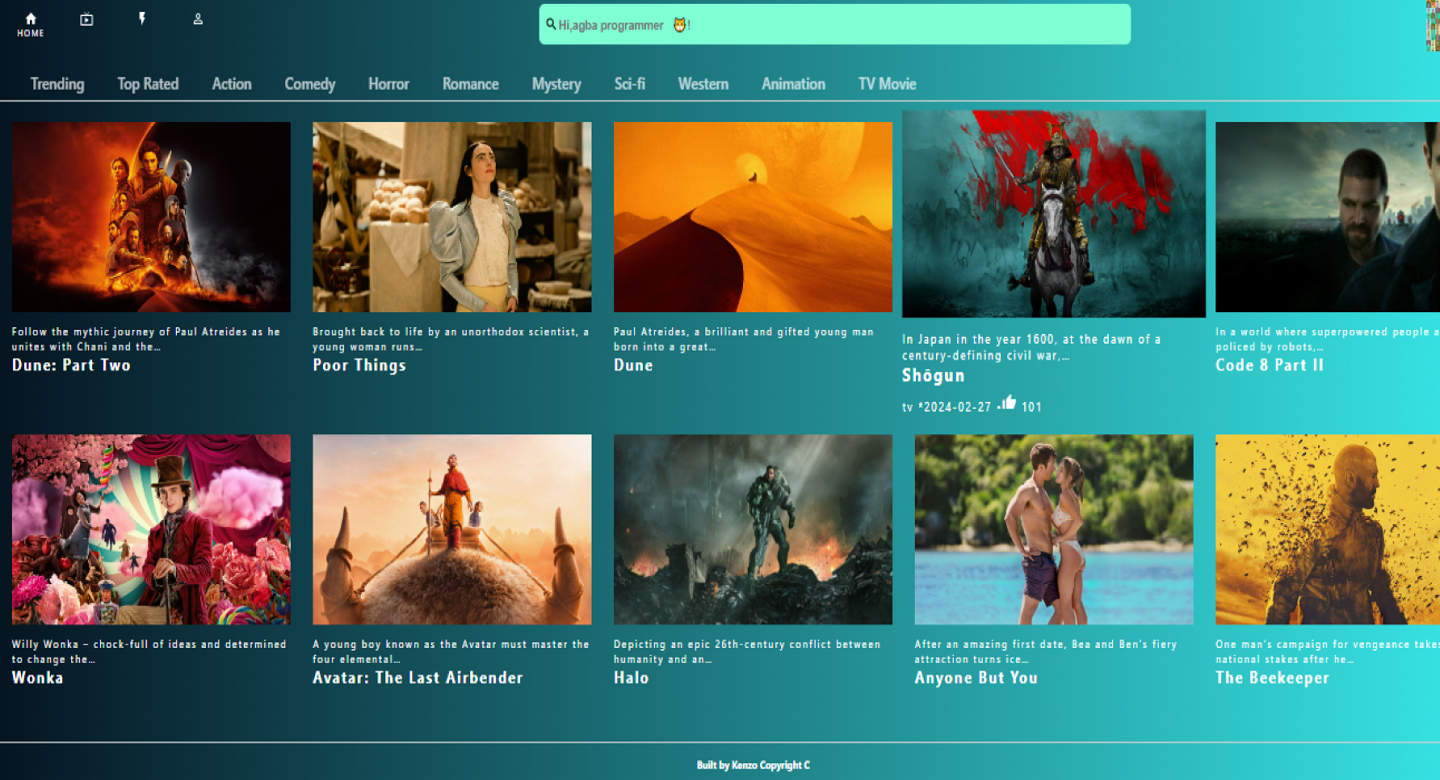 HOME
Hi,agba programmer 🐯!
Trending Top Rated Action Comedy Horror Romance Mystery Sci-fi Western Animation TV Movie
Follow the mythic journey of Paul Atreides as he
unites with Chani and the...
Dune: Part Two
Brought back to life by an unorthodox scientist, a
young woman runs...
Poor Things
Paul Atreides, a brilliant and gifted young man
born into a great...
Dune
In Japan in the year 1600, at the dawn of a
century-defining civil war,...
Shōgun
tv *2024-02-27 • 101
In a world where superpowered people a
policed by robots,...
Code 8 Part II
Willy Wonka – chock-full of ideas and determined
to change the...
Wonka
A young boy known as the Avatar must master the
four elemental...
Avatar: The Last Airbender
Depicting an epic 26th-century conflict between
humanity and an...
Halo
After an amazing first date, Bea and Ben's fiery
attraction turns ice...
Anyone But You
One man's campaign for vengeance takes
national stakes after he...
The Beekeeper
Built by Kenzo Copyright C